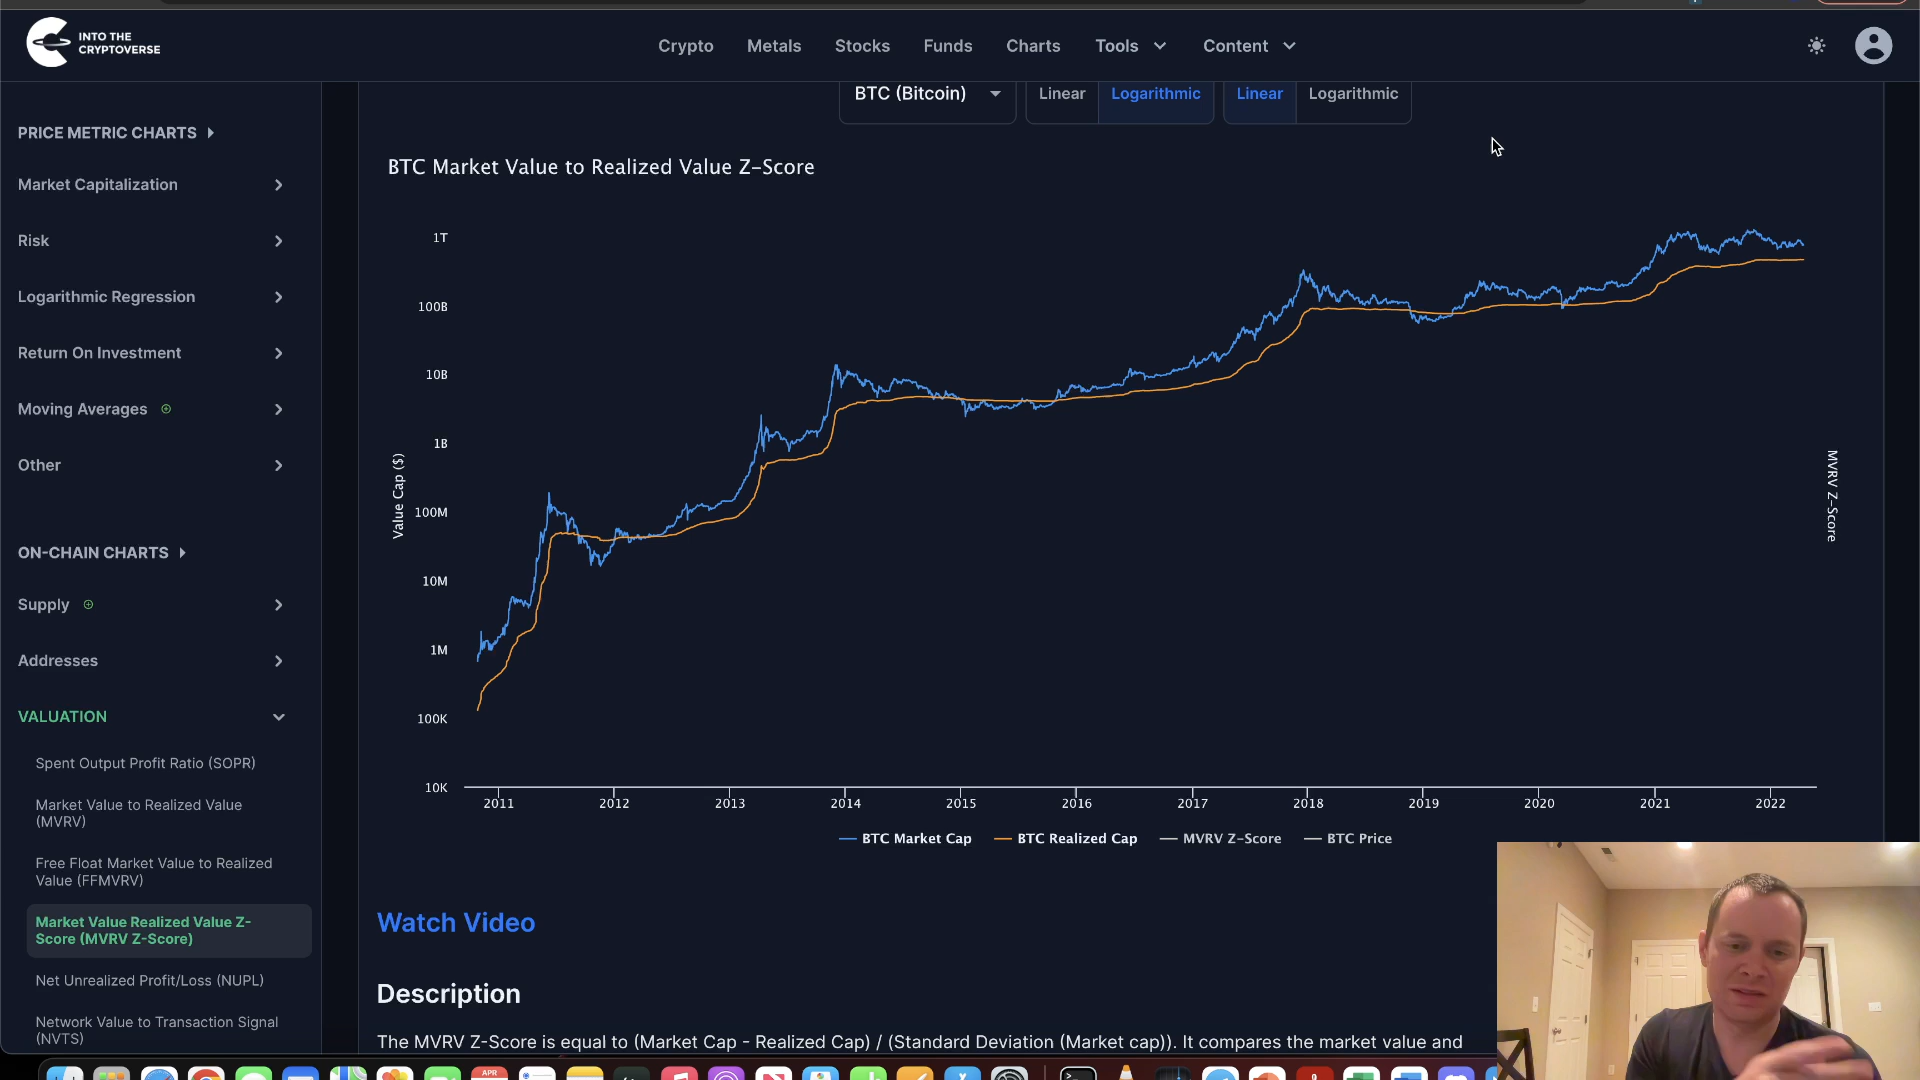 INTO THE
CRYPTOVERSE
Crypto
Metals
Stocks
Funds
Charts
Tools
Content
BTC (Bitcoin)
Linear
Logarithmic
Linear
Logarithmic
PRICE METRIC CHARTS
Market Capitalization
Risk
Logarithmic Regression
Return On Investment
Moving Averages
Other
ON-CHAIN CHARTS
Supply
Addresses
VALUATION
Spent Output Profit Ratio (SOPR)
Market Value to Realized Value
(MVRV)
Free Float Market Value to Realized
Value (FFMVRV)
Market Value Realized Value Z-
Score (MVRV Z-Score)
Net Unrealized Profit/Loss (NUPL)
Network Value to Transaction Signal
(NVTS)
BTC Market Value to Realized Value Z-Score
1T
100B
10B
1B
100M
10M
1M
100K
10K
Value Cap ($)
MVRV Z-Score
2011
2012
2013
2014
2015
2016
2017
2018
2019
2020
2021
2022
BTC Market Cap
BTC Realized Cap
MVRV Z-Score
BTC Price
Watch Video
Description
The MVRV Z-Score is equal to (Market Cap - Realized Cap) / (Standard Deviation (Market cap)). It compares the market value and
APR